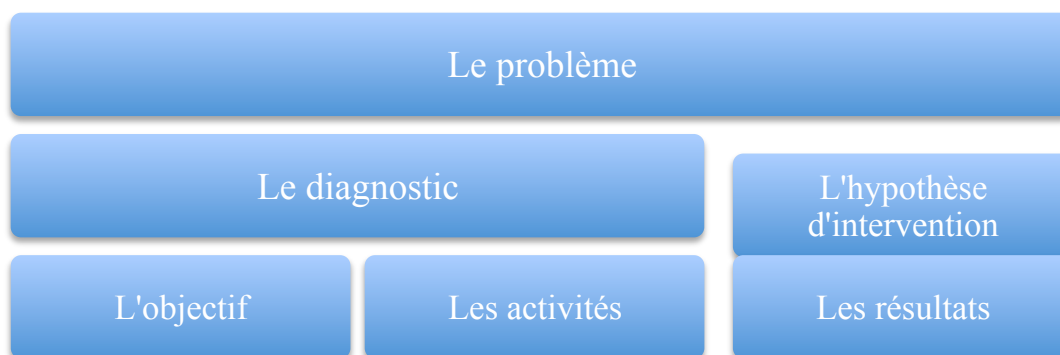 Le problème
Le diagnostic
L'hypothèse
d'intervention
L'objectif
Les activités
Les résultats